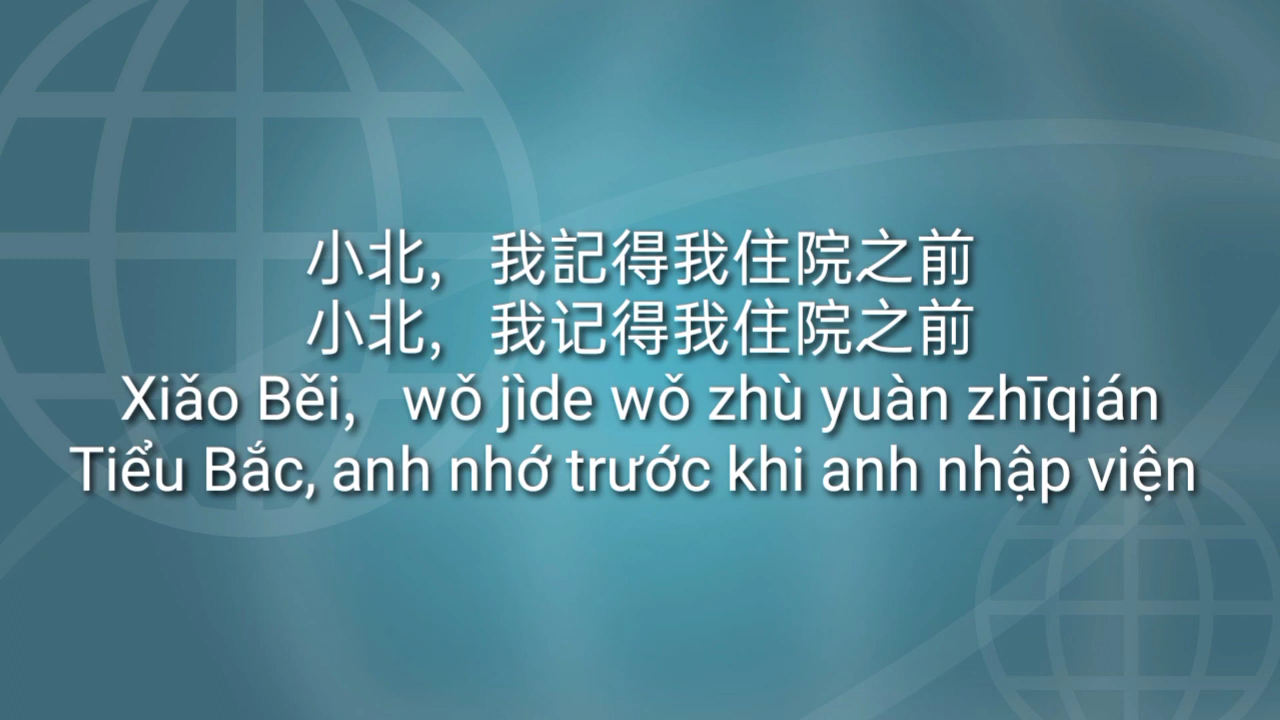 小北，我記得我住院之前
小北，我记得我住院之前
Xiǎo Běi，wǒ jìde wǒ zhù yuàn zhīqián
Tiểu Bắc, anh nhớ trước khi anh nhập viện